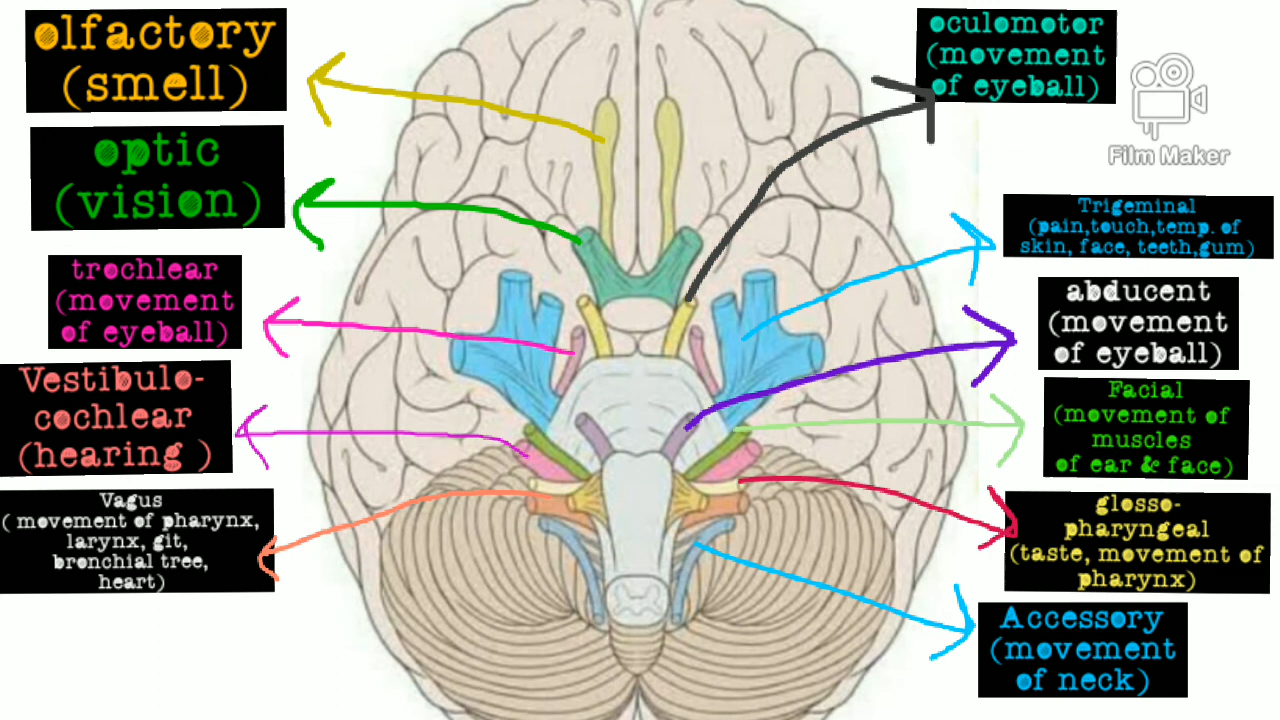 olfactory
(smell)
optic
(vision)
trochlear
(movement
of eyeball)
Vestibulo-
cochlear
(hearing )
Vagus
( movement of pharynx,
larynx, git,
bronchial tree,
heart)
oculomotor
(movement
of eyeball)
Film Maker
Trigeminal
(pain,touch,temp. of
skin, face, teeth,gum)
abducent
(movement
of eyeball)
Facial
(movement of
muscles
of ear & face)
glosso-
pharyngeal
(taste, movement of
pharynx)
Accessory
(movement
of neck)